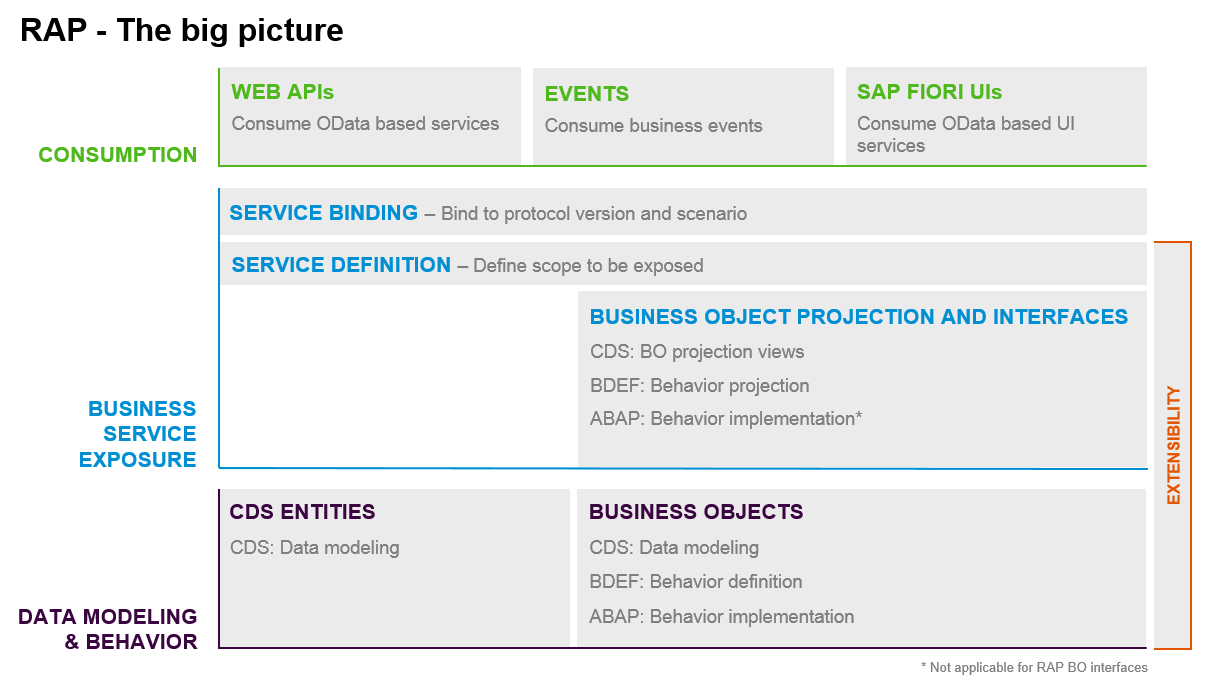 RAP - The big picture
WEB APIs
Consume OData based services
EVENTS
Consume business events
SAP FIORI UIs
Consume OData based UI
services
CONSUMPTION
SERVICE BINDING – Bind to protocol version and scenario
SERVICE DEFINITION – Define scope to be exposed
BUSINESS OBJECT PROJECTION AND INTERFACES
CDS: BO projection views
BDEF: Behavior projection
ABAP: Behavior implementation*
BUSINESS
SERVICE
EXPOSURE
EXTENSIBILITY
CDS ENTITIES
CDS: Data modeling
BUSINESS OBJECTS
CDS: Data modeling
BDEF: Behavior definition
ABAP: Behavior implementation
DATA MODELING
& BEHAVIOR
* Not applicable for RAP BO interfaces